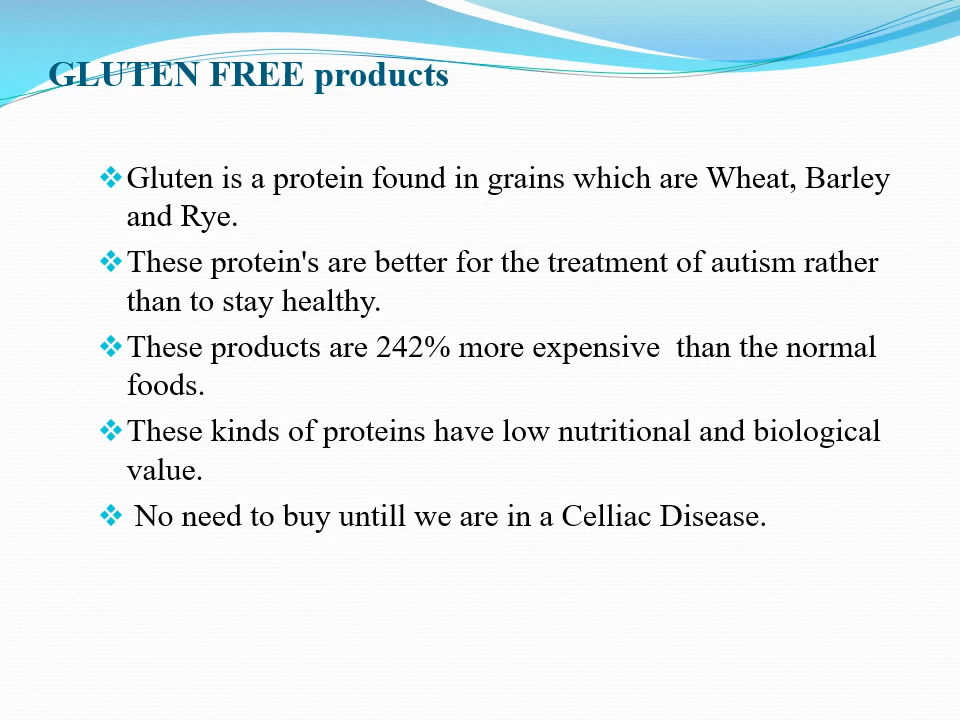 GLUTEN FREE products
Gluten is a protein found in grains which are Wheat, Barley
and Rye.
These protein's are better for the treatment of autism rather
than to stay healthy.
These products are 242% more expensive  than the normal
foods.
These kinds of proteins have low nutritional and biological
value.
No need to buy untill we are in a Celliac Disease.